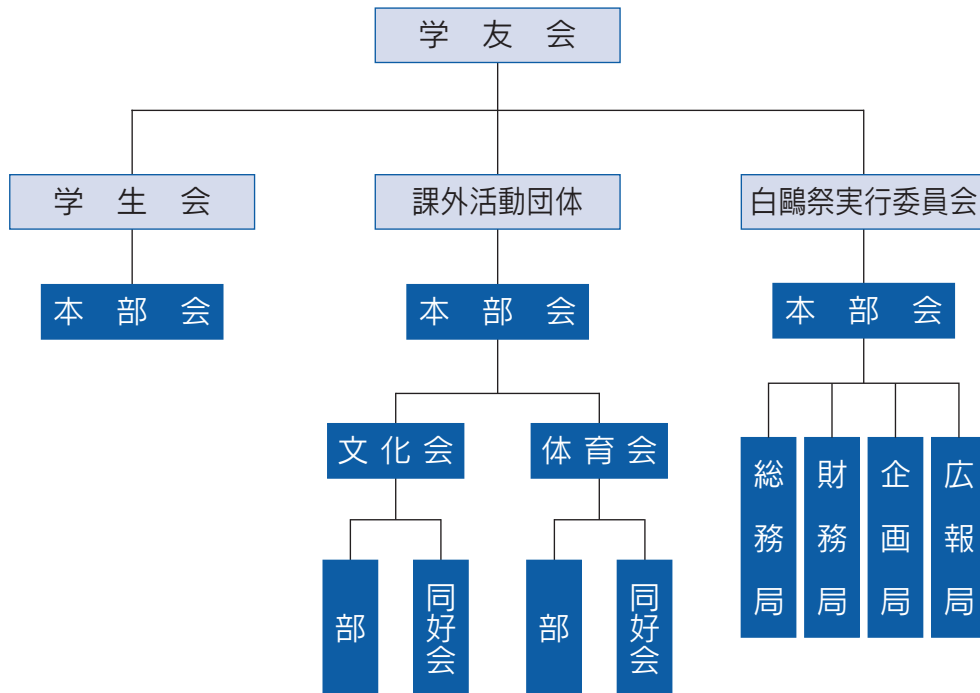 学友会
学生会
課外活動団体
白鷗祭実行委員会
本部会
本部会
本部会
文化会
体育会
総務局
財務局
企画局
広報局
部
同好会
部
同好会